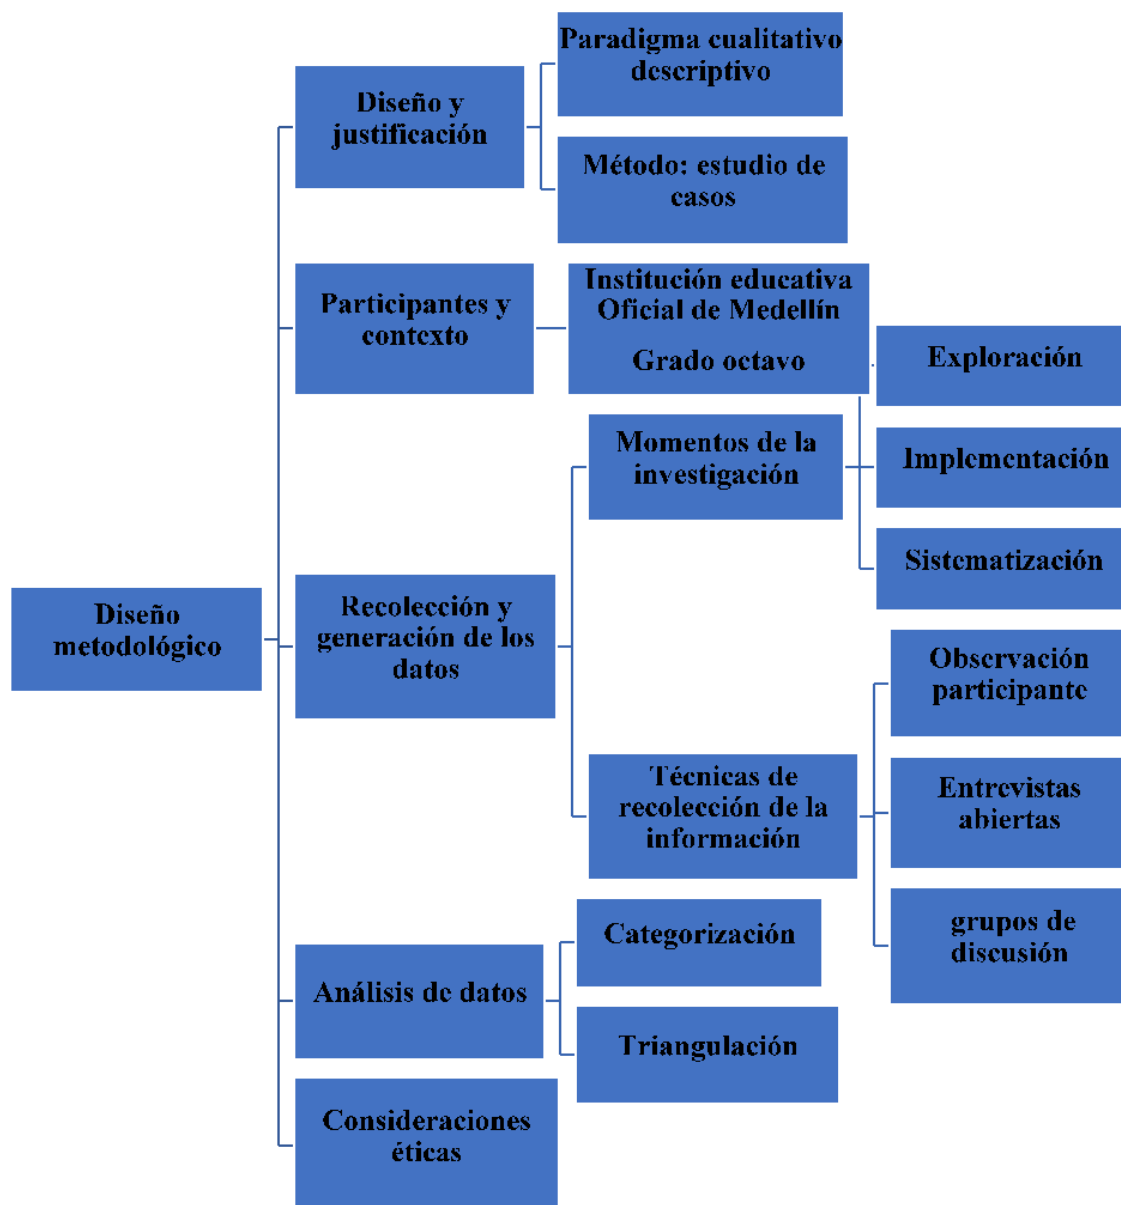 Diseño
metodológico
Diseño y
justificación
Paradigma cualitativo
descriptivo
Método: estudio de
casos
Participantes y
contexto
Institución educativa
Oficial de Medellín
Grado octavo
Recolección y
generación de los
datos
Momentos de la
investigación
Exploración
Implementación
Sistematización
Técnicas de
recolección de la
información
Observación
participante
Entrevistas
abiertas
grupos de
discusión
Análisis de datos
Categorización
Triangulación
Consideraciones
éticas